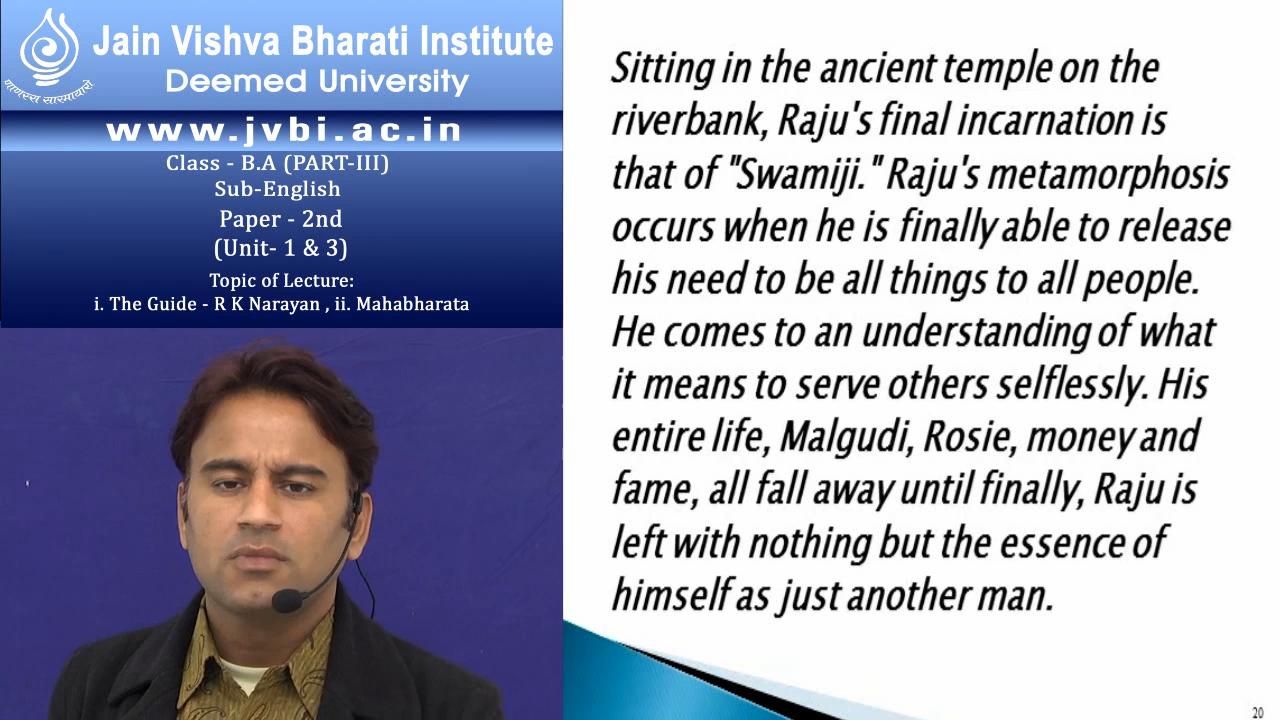 Jain Vishva Bharati Institute
Deemed University
णाणस्स सारमायारो
www.jvbi.ac.in
Class - B.A (PART-III)
Sub-English
Paper - 2nd
(Unit- 1 & 3)
Topic of Lecture:
i. The Guide - R K Narayan , ii. Mahabharata
Sitting in the ancient temple on the
riverbank, Raju's final incarnation is
that of "Swamiji." Raju's metamorphosis
occurs when he is finally able to release
his need to be all things to all people.
He comes to an understanding of what
it means to serve others selflessly. His
entire life, Malgudi, Rosie, money and
fame, all fall away until finally, Raju is
left with nothing but the essence of
himself as just another man.
20